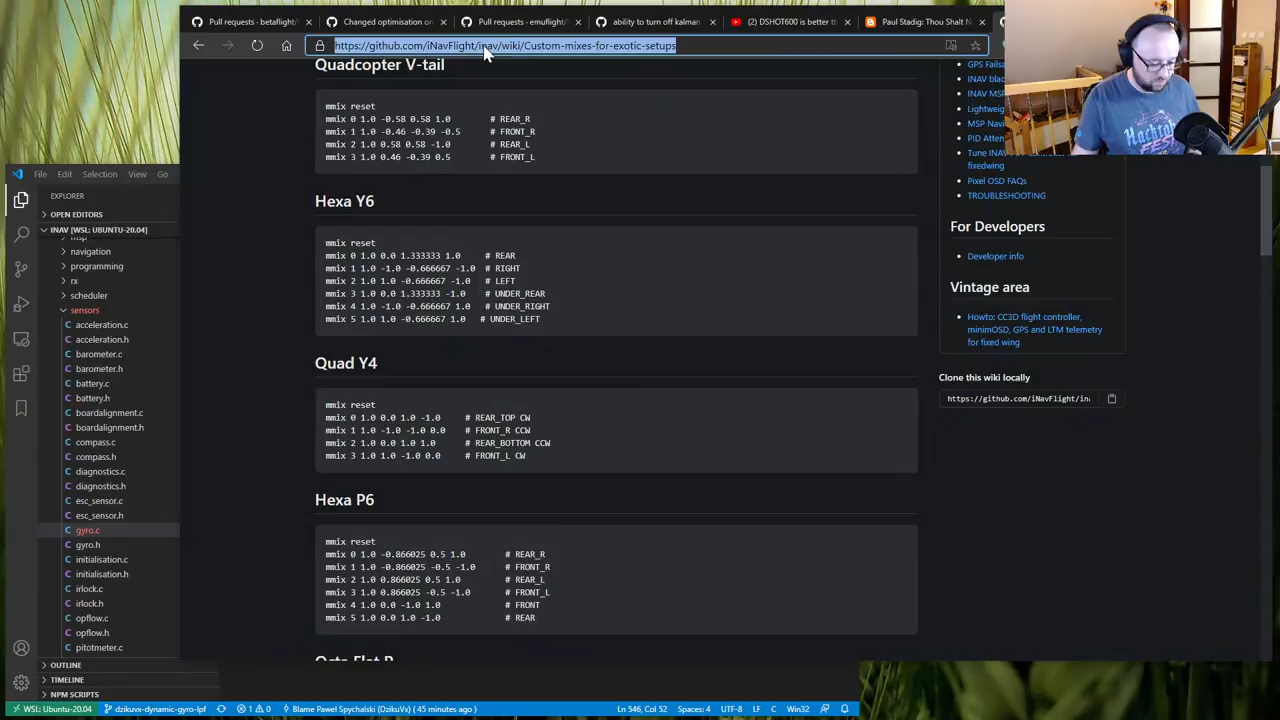 Pull requests · betaflight/
Changed optimisation on
Pull requests · emuflight/
ability to turn off kalman
(2) DSHOT600 is better th
Paul Stadig: Thou Shalt N
https://github.com/iNavFlight/inav/wiki/Custom-mixes-for-exotic-setups
Quadcopter V-tail
mmix reset
mmix 0 1.0 -0.58 0.58 1.0 # REAR_R
mmix 1 1.0 -0.46 -0.39 -0.5 # FRONT_R
mmix 2 1.0 0.58 0.58 -1.0 # REAR_L
mmix 3 1.0 0.46 -0.39 0.5 # FRONT_L
Hexa Y6
mmix reset
mmix 0 1.0 0.0 1.333333 1.0 # REAR
mmix 1 1.0 -1.0 -0.666667 -1.0 # RIGHT
mmix 2 1.0 1.0 -0.666667 -1.0 # LEFT
mmix 3 1.0 0.0 1.333333 -1.0 # UNDER_REAR
mmix 4 1.0 -1.0 -0.666667 1.0 # UNDER_RIGHT
mmix 5 1.0 1.0 -0.666667 1.0 # UNDER_LEFT
Quad Y4
mmix reset
mmix 0 1.0 0.0 1.0 -1.0 # REAR_TOP CW
mmix 1 1.0 -1.0 -1.0 0.0 # FRONT_R CCW
mmix 2 1.0 0.0 1.0 1.0 # REAR_BOTTOM CCW
mmix 3 1.0 1.0 -1.0 0.0 # FRONT_L CW
Hexa P6
mmix reset
mmix 0 1.0 -0.866025 0.5 1.0 # REAR_R
mmix 1 1.0 -0.866025 -0.5 -1.0 # FRONT_R
mmix 2 1.0 0.866025 0.5 1.0 # REAR_L
mmix 3 1.0 0.866025 -0.5 -1.0 # FRONT_L
mmix 4 1.0 0.0 -1.0 1.0 # FRONT
mmix 5 1.0 0.0 1.0 -1.0 # REAR
Octo Flat P
GPS Failsa
INAV blac
INAV MSP
Lightweig
MSP Navi
PID Atten
Tune INAV
fixedwing
Pixel OSD FAQs
TROUBLESHOOTING
For Developers
Developer info
Vintage area
Howto: CC3D flight controller,
minimOSD, GPS and LTM telemetry
for fixed wing
Clone this wiki locally
https://github.com/iNavFlight/in
File Edit Selection View Go
EXPLORER
OPEN EDITORS
INAV [WSL: UBUNTU-20.04]
msp
navigation
programming
rx
scheduler
sensors
acceleration.c
acceleration.h
barometer.c
barometer.h
battery.c
battery.h
boardalignment.c
boardalignment.h
compass.c
compass.h
diagnostics.c
diagnostics.h
esc_sensor.c
esc_sensor.h
gyro.c
gyro.h
initialisation.c
initialisation.h
irlock.c
irlock.h
opflow.c
opflow.h
pitotmeter.c
OUTLINE
TIMELINE
NPM SCRIPTS
WSL: Ubuntu-20.04 dzikuvx-dynamic-gyro-lpf 1 0 Blame Pawel Spychalski ( 45 minutes ago ) Ln 546, Col 52 Spaces: 4 UTF-8 LF C Win32